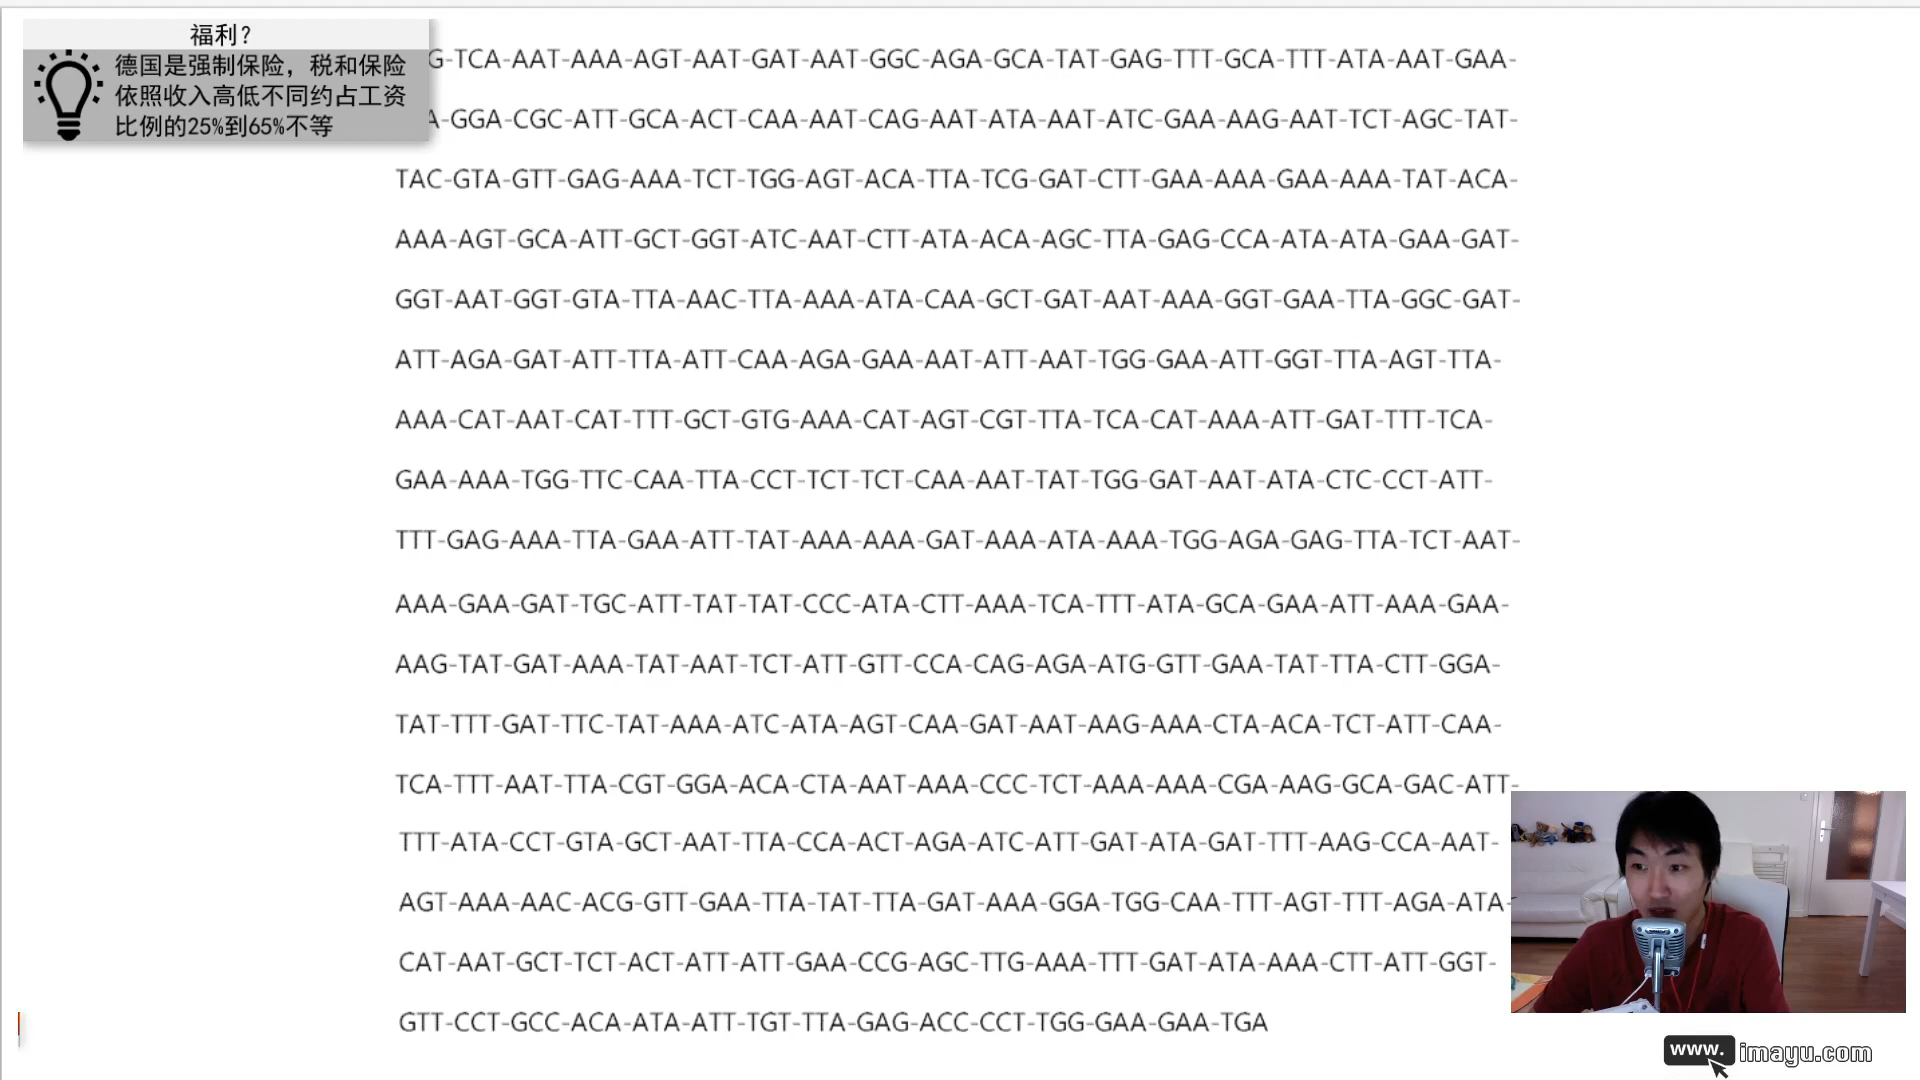 福利?
德国是强制保险，税和保险
依照收入高低不同约占工资
比例的25%到65%不等
G-TCA-AAT-AAA-AGT-AAT-GAT-AAT-GGC-AGA-GCA-TAT-GAG-TTT-GCA-TTT-ATA-AAT-GAA-
A-GGA-CGC-ATT-GCA-ACT-CAA-AAT-CAG-AAT-ATA-AAT-ATC-GAA-AAG-AAT-TCT-AGC-TAT-
TAC-GTA-GTT-GAG-AAA-TCT-TGG-AGT-ACA-TTA-TCG-GAT-CTT-GAA-AAA-GAA-AAA-TAT-ACA-
AAA-AGT-GCA-ATT-GCT-GGT-ATC-AAT-CTT-ATA-ACA-AGC-TTA-GAG-CCA-ATA-ATA-GAA-GAT-
GGT-AAT-GGT-GTA-TTA-AAC-TTA-AAA-ATA-CAA-GCT-GAT-AAT-AAA-GGT-GAA-TTA-GGC-GAT-
ATT-AGA-GAT-ATT-TTA-ATT-CAA-AGA-GAA-AAT-ATT-AAT-TGG-GAA-ATT-GGT-TTA-AGT-TTA-
AAA-CAT-AAT-CAT-TTT-GCT-GTG-AAA-CAT-AGT-CGT-TTA-TCA-CAT-AAA-ATT-GAT-TTT-TCA-
GAA-AAA-TGG-TTC-CAA-TTA-CCT-TCT-TCT-CAA-AAT-TAT-TGG-GAT-AAT-ATA-CTC-CCT-ATT-
TTT-GAG-AAA-TTA-GAA-ATT-TAT-AAA-AAA-GAT-AAA-ATA-AAA-TGG-AGA-GAG-TTA-TCT-AAT-
AAA-GAA-GAT-TGC-ATT-TAT-TAT-CCC-ATA-CTT-AAA-TCA-TTT-ATA-GCA-GAA-ATT-AAA-GAA-
AAG-TAT-GAT-AAA-TAT-AAT-TCT-ATT-GTT-CCA-CAG-AGA-ATG-GTT-GAA-TAT-TTA-CTT-GGA-
TAT-TTT-GAT-TTC-TAT-AAA-ATC-ATA-AGT-CAA-GAT-AAT-AAG-AAA-CTA-ACA-TCT-ATT-CAA-
TCA-TTT-AAT-TTA-CGT-GGA-ACA-CTA-AAT-AAA-CCC-TCT-AAA-AAA-CGA-AAG-GCA-GAC-ATT-
TTT-ATA-CCT-GTA-GCT-AAT-TTA-CCA-ACT-AGA-ATC-ATT-GAT-ATA-GAT-TTT-AAG-CCA-AAT-
AGT-AAA-AAC-ACG-GTT-GAA-TTA-TAT-TTA-GAT-AAA-GGA-TGG-CAA-TTT-AGT-TTT-AGA-ATA-
CAT-AAT-GCT-TCT-ACT-ATT-ATT-GAA-CCG-AGC-TTG-AAA-TTT-GAT-ATA-AAA-CTT-ATT-GGT-
GTT-CCT-GCC-ACA-ATA-ATT-TGT-TTA-GAG-ACC-CCT-TGG-GAA-GAA-TGA
www.imayu.com